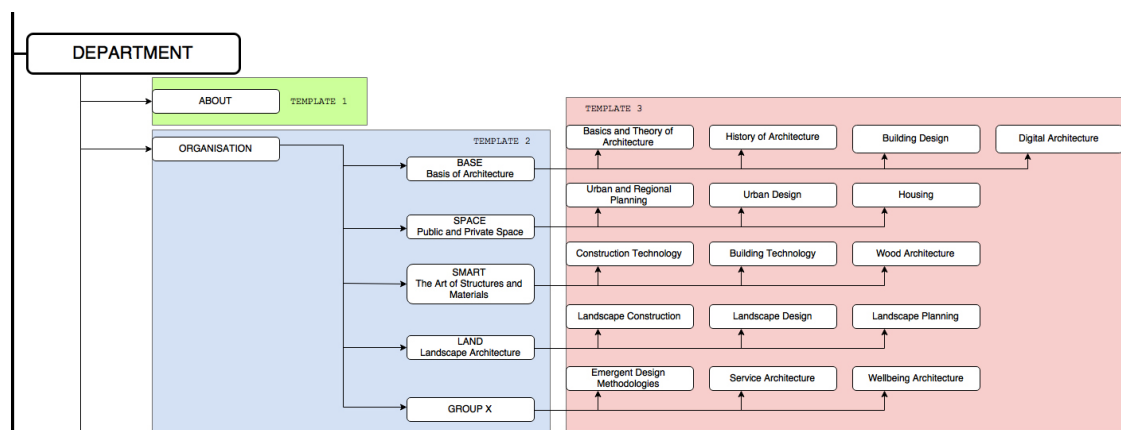 DEPARTMENT
ABOUT
TEMPLATE 1
TEMPLATE 3
ORGANISATION
TEMPLATE 2
Basics and Theory of
Architecture
History of Architecture
Building Design
Digital Architecture
BASE
Basis of Architecture
Urban and Regional
Planning
Urban Design
Housing
SPACE
Public and Private Space
Construction Technology
Building Technology
Wood Architecture
SMART
The Art of Structures and
Materials
Landscape Construction
Landscape Design
Landscape Planning
LAND
Landscape Architecture
Emergent Design
Methodologies
Service Architecture
Wellbeing Architecture
GROUP X